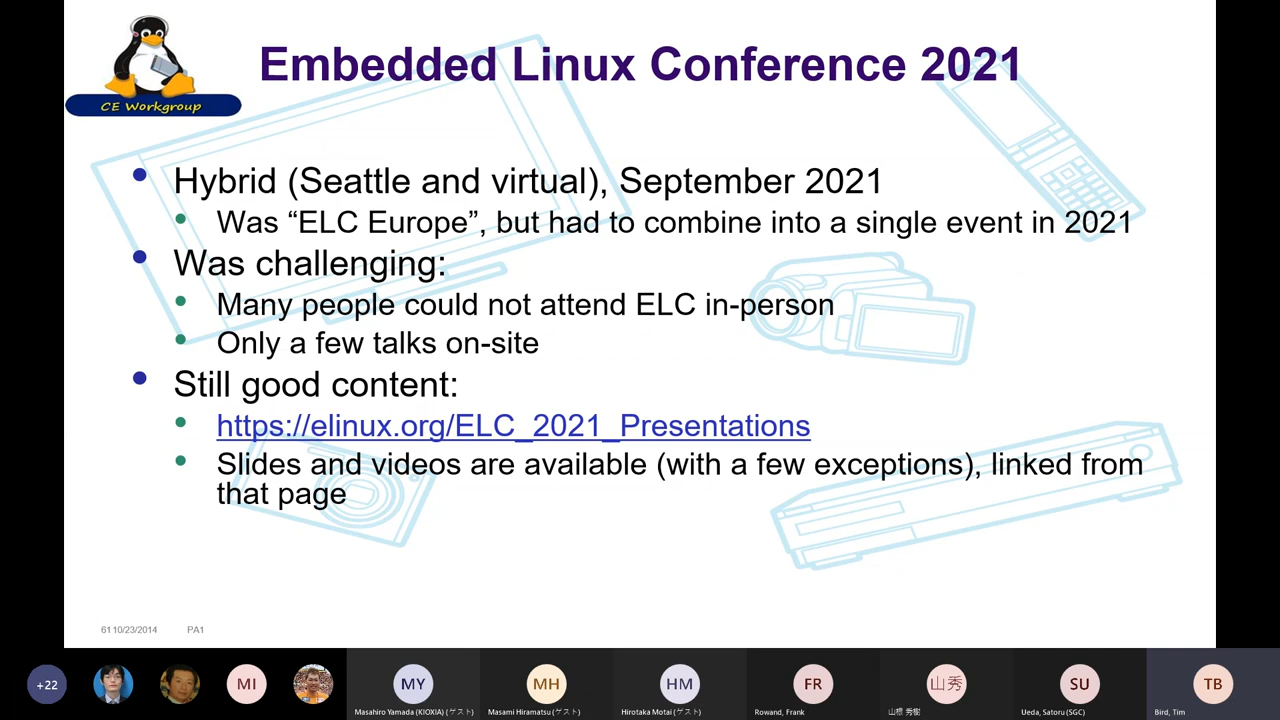 CE Workgroup
Embedded Linux Conference 2021
Hybrid (Seattle and virtual), September 2021
Was “ELC Europe”, but had to combine into a single event in 2021
Was challenging:
Many people could not attend ELC in-person
Only a few talks on-site
Still good content:
https://elinux.org/ELC_2021_Presentations
Slides and videos are available (with a few exceptions), linked from
that page
61 10/23/2014 PA1
+22
MI
MY
MH
HM
FR
山秀
SU
TB
Masahiro Yamada (KIOXIA) (ゲスト)
Masami Hiramatsu (ゲスト)
Hirotaka Motai (ゲスト)
Rowand, Frank
山根 秀樹
Ueda, Satoru (SGC)
Bird, Tim